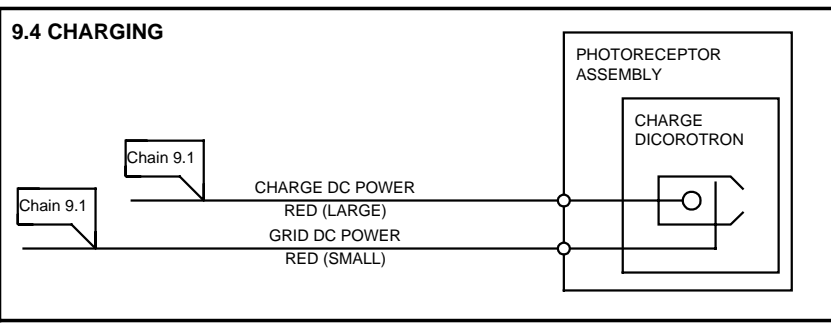 9.4 CHARGING
PHOTORECEPTOR
ASSEMBLY
CHARGE
DICOROTRON
Chain 9.1
CHARGE DC POWER
RED (LARGE)
Chain 9.1
GRID DC POWER
RED (SMALL)